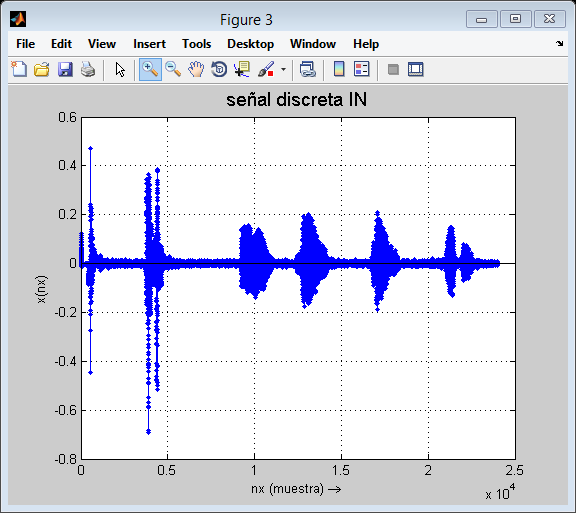 Figure 3
File Edit View Insert Tools Desktop Window Help
señal discreta IN
0.6
0.4
0.2
0
-0.2
-0.4
-0.6
-0.8
x(nx)
0 0.5 1 1.5 2 2.5
nx (muestra) →
x 10^4